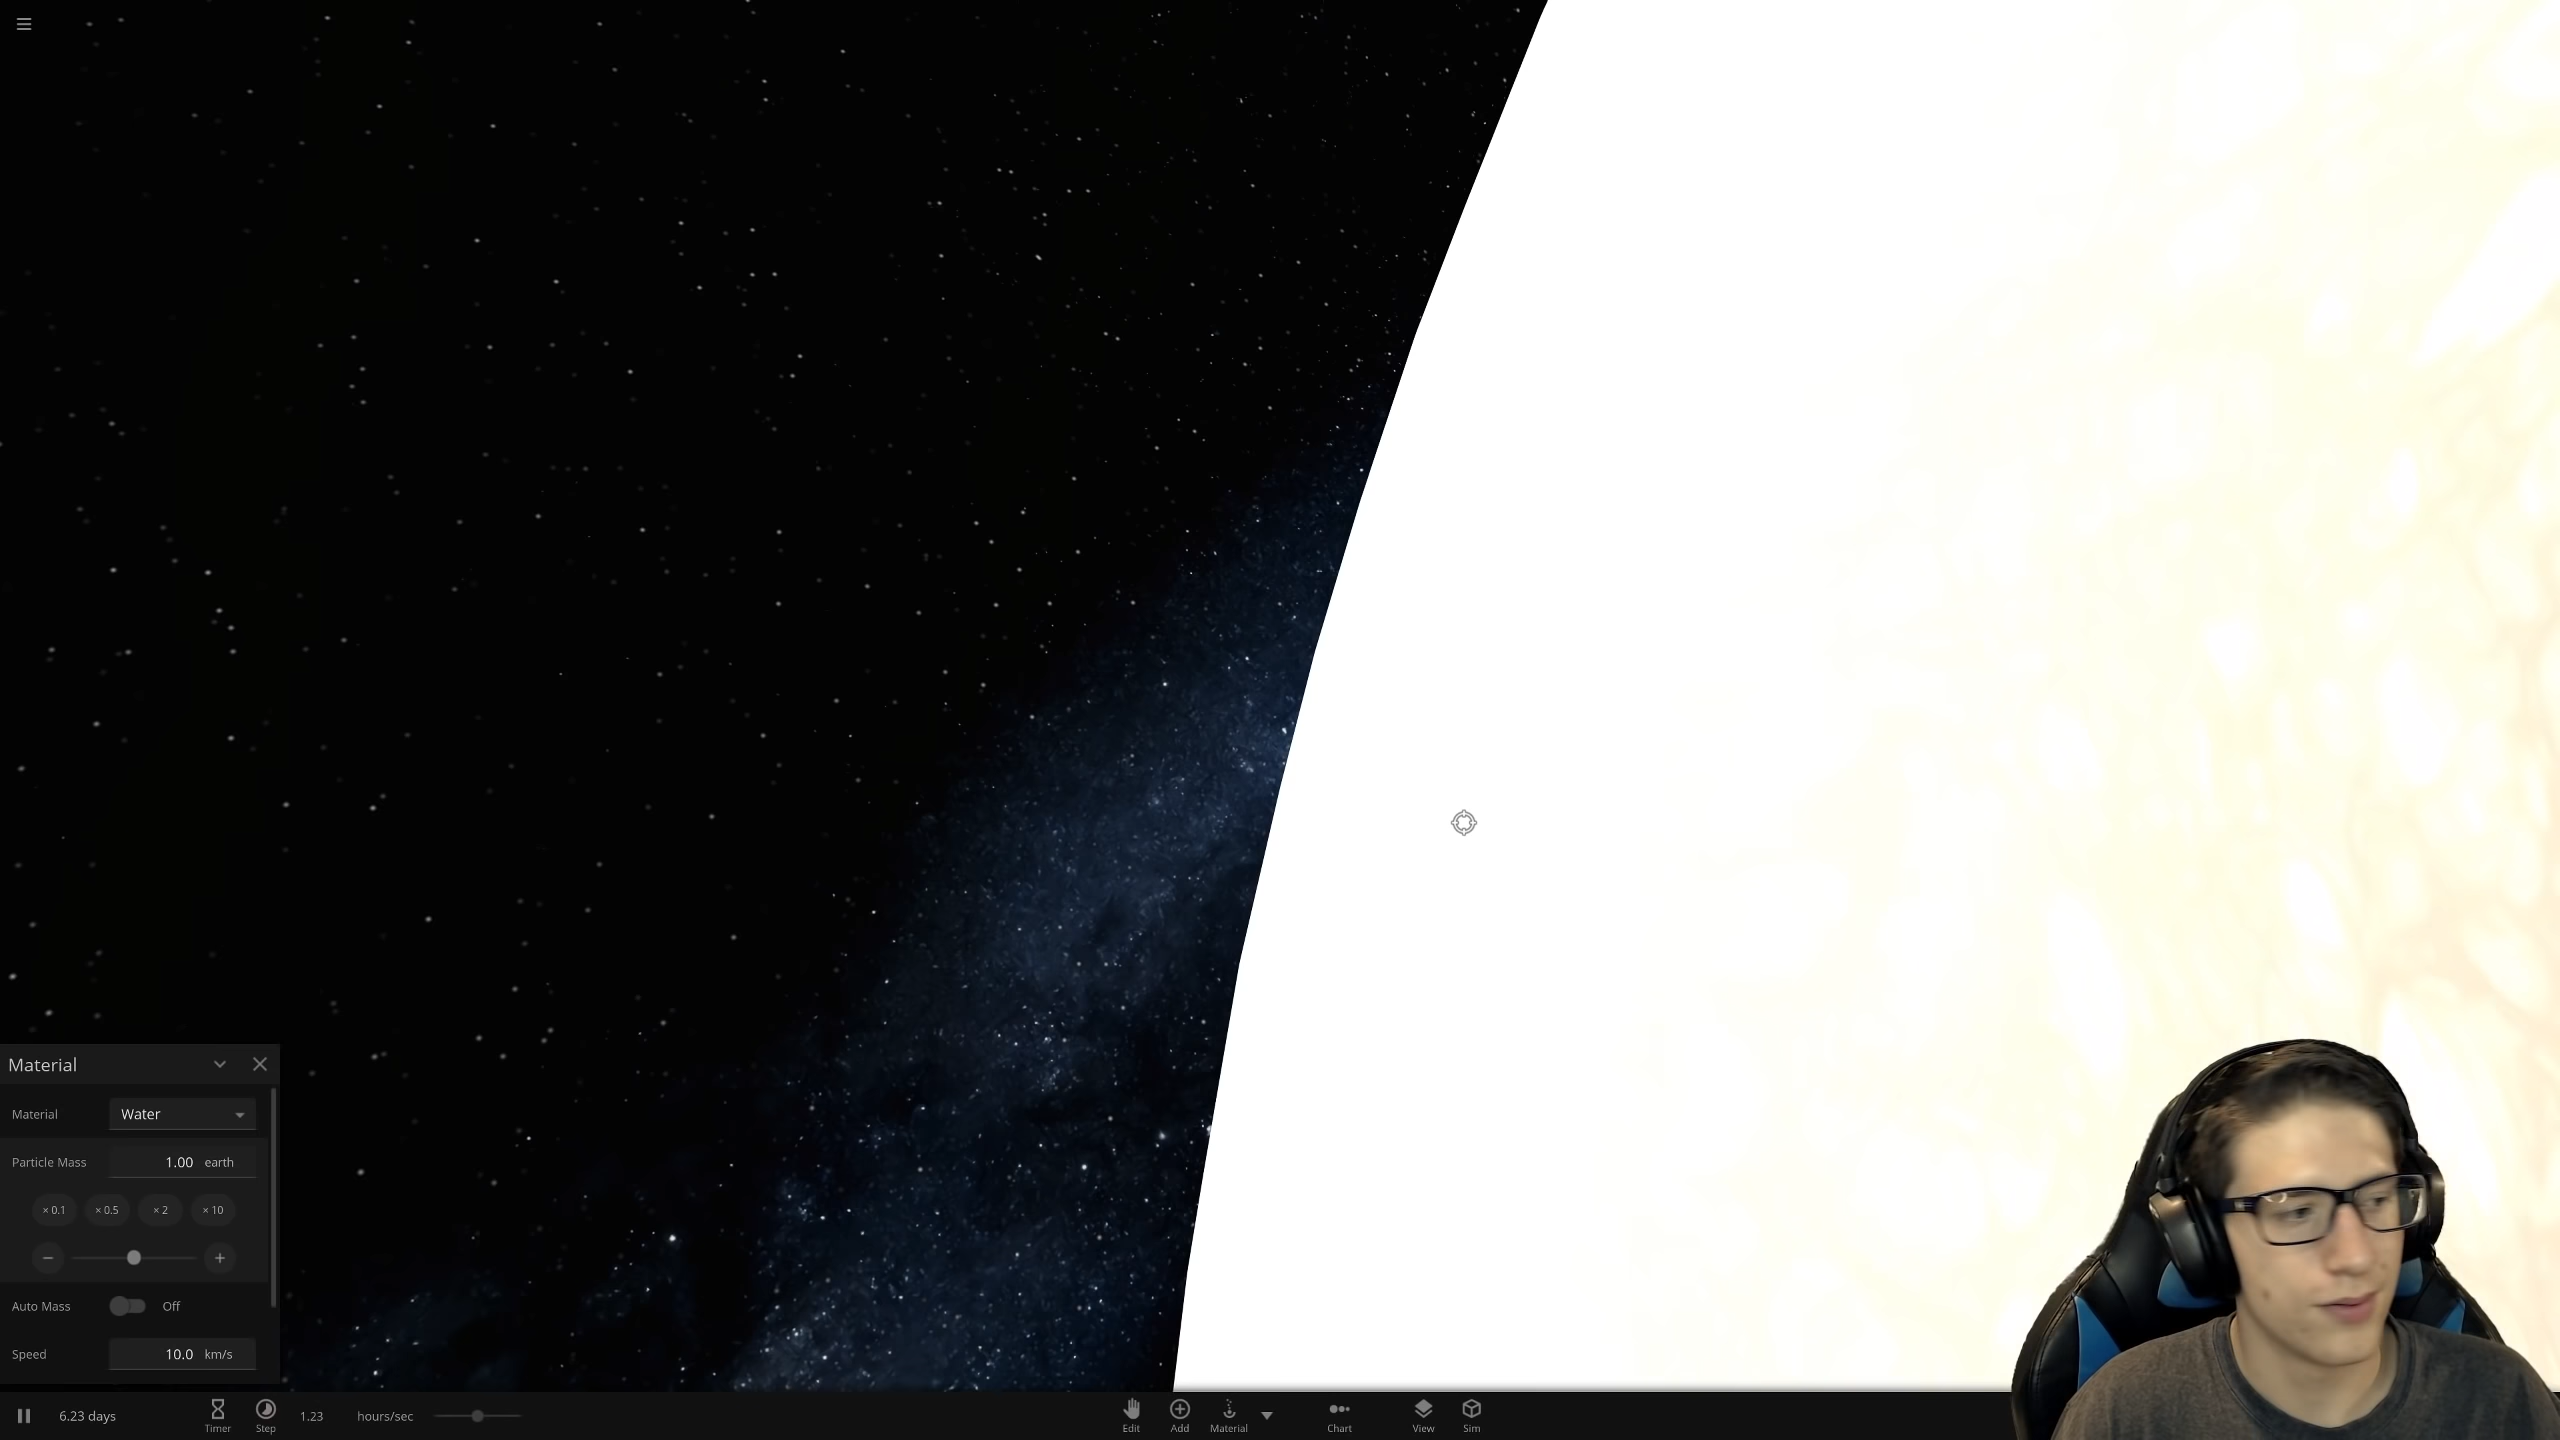 Material
Material Water
Particle Mass 1.00 earth
× 0.1 × 0.5 × 2 × 10
Auto Mass Off
Speed 10.0 km/s
6.23 days Timer Step 1.23 hours/sec Edit Add Material Chart View Sim